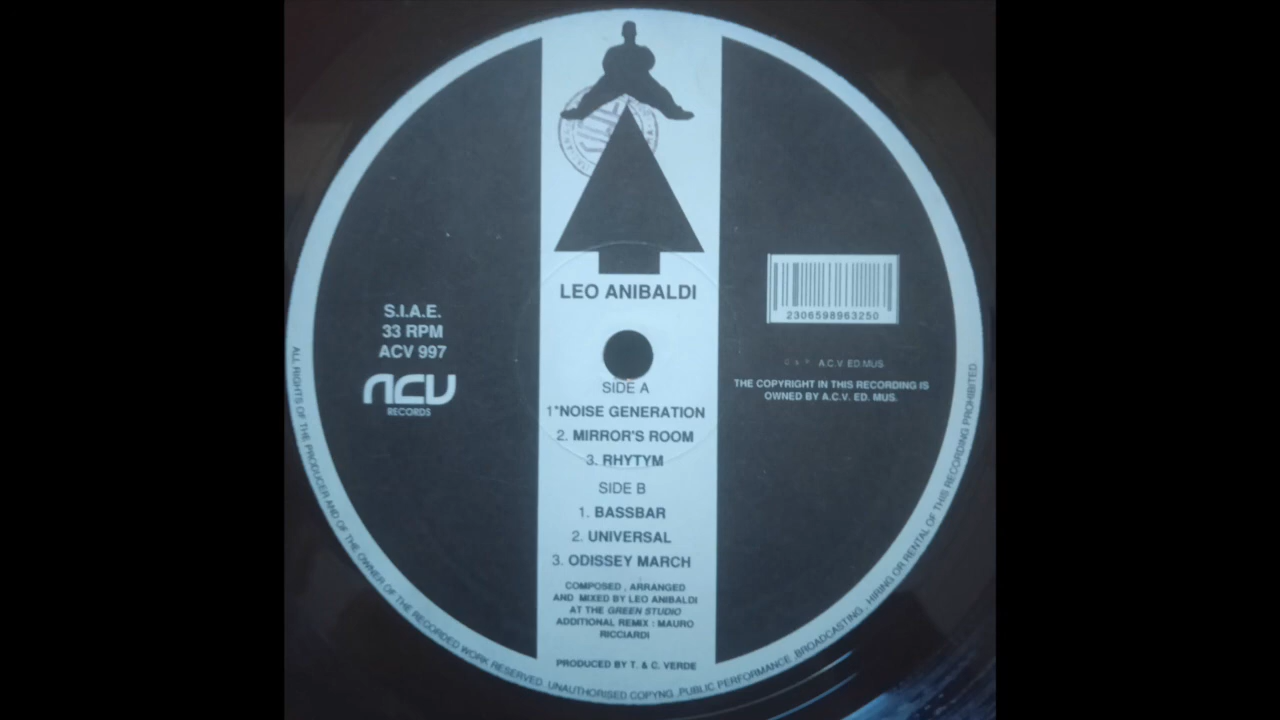 LEO ANIBALDI
S.I.A.E.
33 RPM
ACV 997
ACV
RECORDS
2306598963250
A.C.V. ED.MUS.
THE COPYRIGHT IN THIS RECORDING IS
OWNED BY A.C.V. ED. MUS.
SIDE A
1"NOISE GENERATION
2. MIRROR'S ROOM
3. RHYTYM
SIDE B
1. BASSBAR
2. UNIVERSAL
3. ODISSEY MARCH
COMPOSED , ARRANGED
AND MIXED BY LEO ANIBALDI
AT THE GREEN STUDIO
ADDITIONAL REMIX : MAURO
RICCIARDI
PRODUCED BY T. & C. VERDE
ALL RIGHTS OF THE PRODUCER AND OF THE OWNER OF THE RECORDED WORK RESERVED. UNAUTHORISED COPYNG ,PUBLIC PERFORMANCE ,BROADCASTING , HIRING OR RENTAL OF THIS RECORDING PROHIBITED.